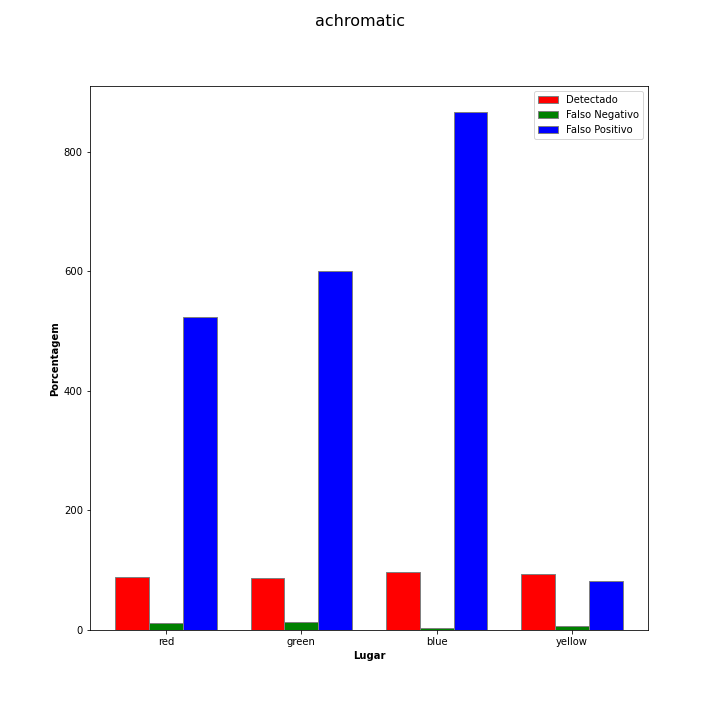 achromatic
Detectado
Falso Negativo
Falso Positivo
800
600
400
200
0
Porcentagem
red green blue yellow
Lugar